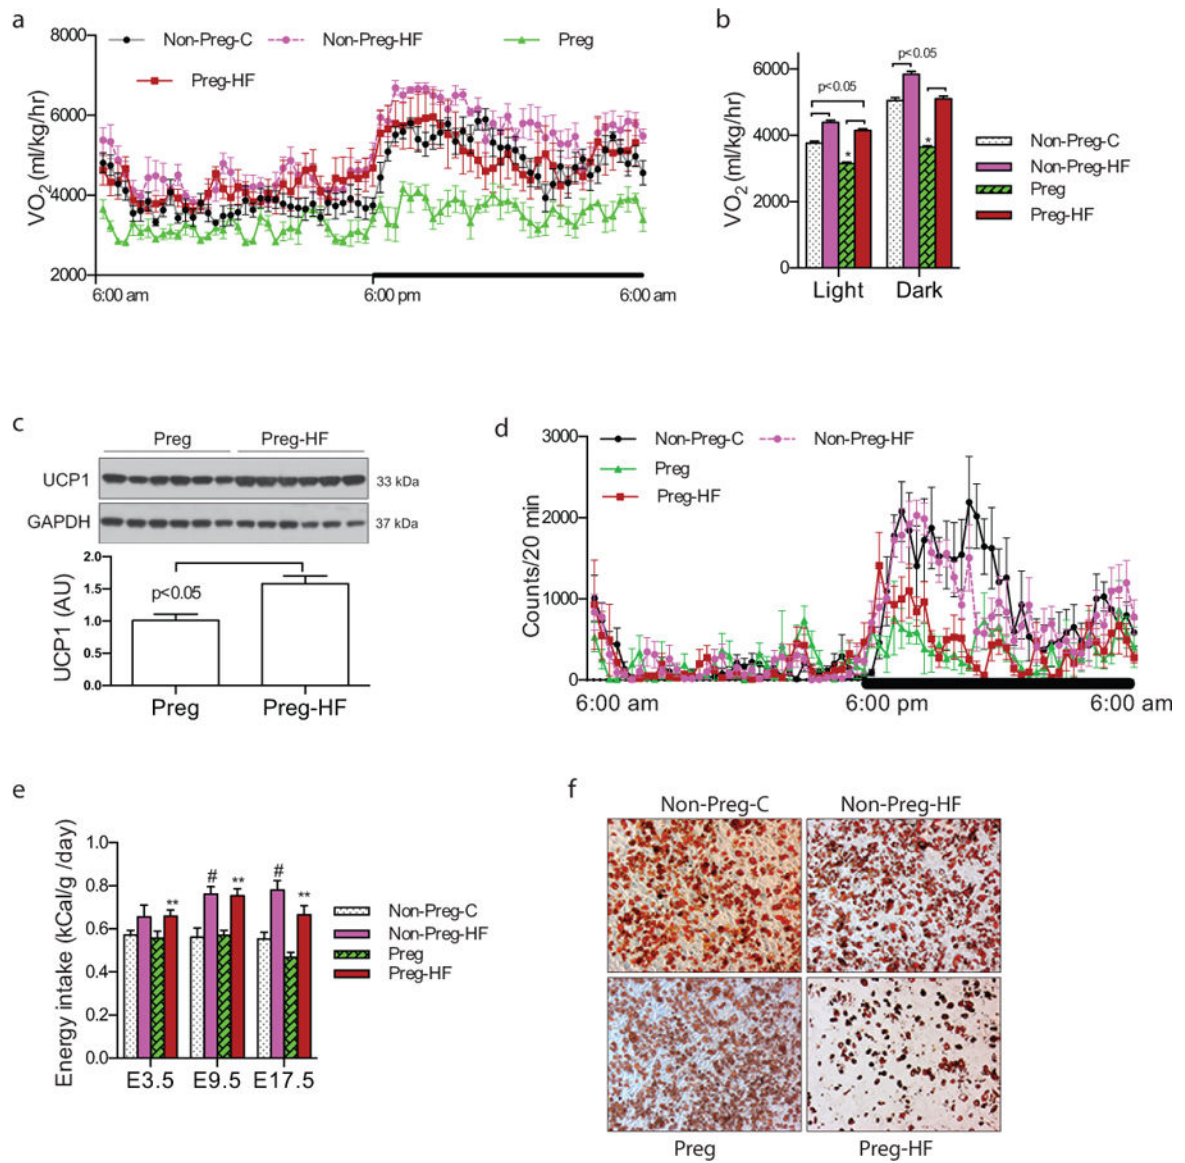 a
8000
6000
4000
2000
VO2 (ml/kg/hr)
Non-Preg-C
Non-Preg-HF
Preg
Preg-HF
6:00 am
6:00 pm
6:00 am
b
6000
4000
2000
0
VO2 (ml/kg/hr)
p<0.05
p<0.05
*
*
Light
Dark
Non-Preg-C
Non-Preg-HF
Preg
Preg-HF
c
Preg
Preg-HF
UCP1
33 kDa
GAPDH
37 kDa
2.0
1.5
1.0
0.5
0.0
UCP1 (AU)
p<0.05
Preg
Preg-HF
d
3000
2000
1000
0
Counts/20 min
Non-Preg-C
Non-Preg-HF
Preg
Preg-HF
6:00 am
6:00 pm
6:00 am
e
1.0
0.8
0.6
0.4
0.2
0.0
Energy intake (kCal/g /day)
**
#
**
#
**
E3.5
E9.5
E17.5
Non-Preg-C
Non-Preg-HF
Preg
Preg-HF
f
Non-Preg-C
Non-Preg-HF
Preg
Preg-HF